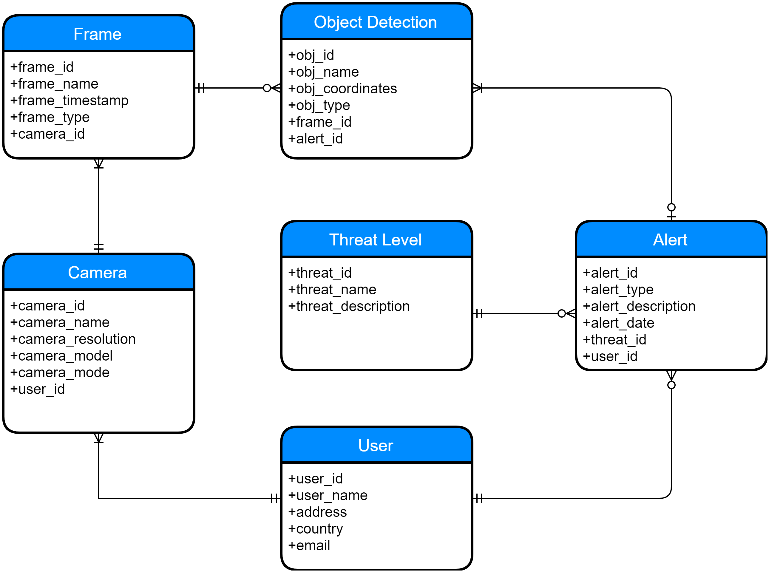 Frame
+frame_id
+frame_name
+frame_timestamp
+frame_type
+camera_id
Object Detection
+obj_id
+obj_name
+obj_coordinates
+obj_type
+frame_id
+alert_id
Threat Level
+threat_id
+threat_name
+threat_description
Alert
+alert_id
+alert_type
+alert_description
+alert_date
+threat_id
+user_id
Camera
+camera_id
+camera_name
+camera_resolution
+camera_model
+camera_mode
+user_id
User
+user_id
+user_name
+address
+country
+email